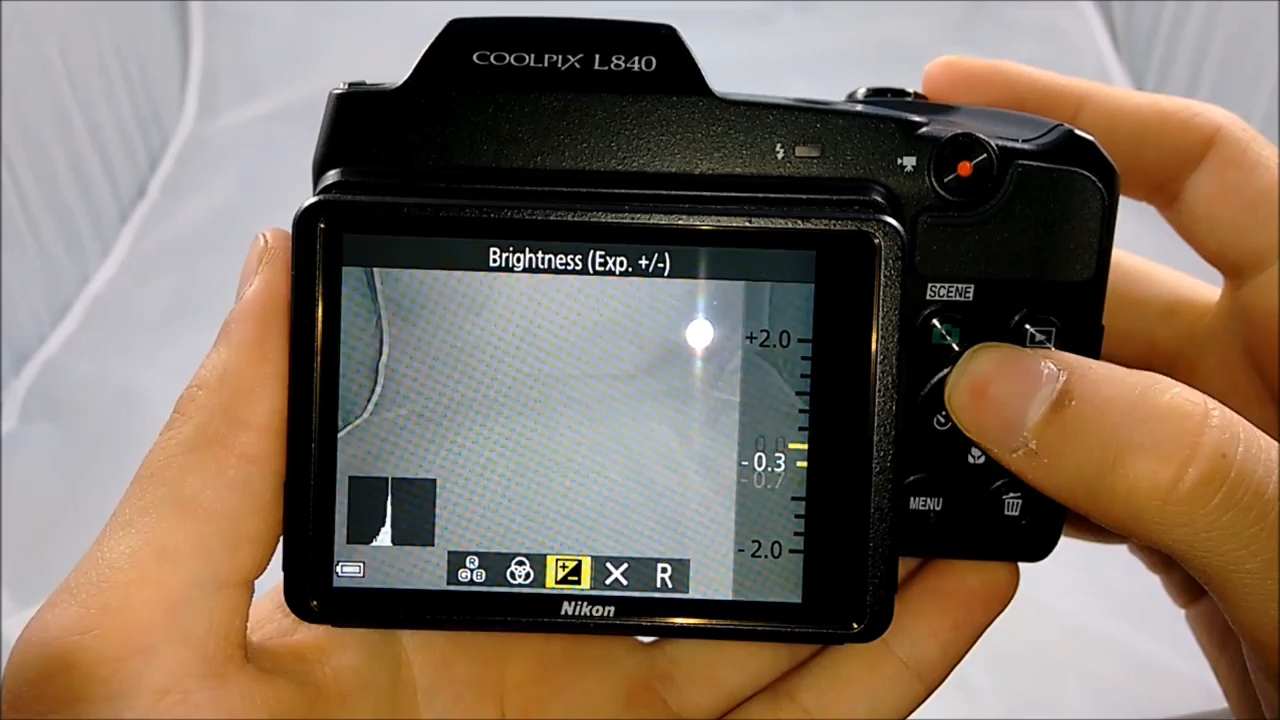 COOLPIX L840
Brightness (Exp. +/-)
SCENE
+2.0
0.0
-0.3
-0.7
-2.0
MENU
R
G B
X
R
Nikon